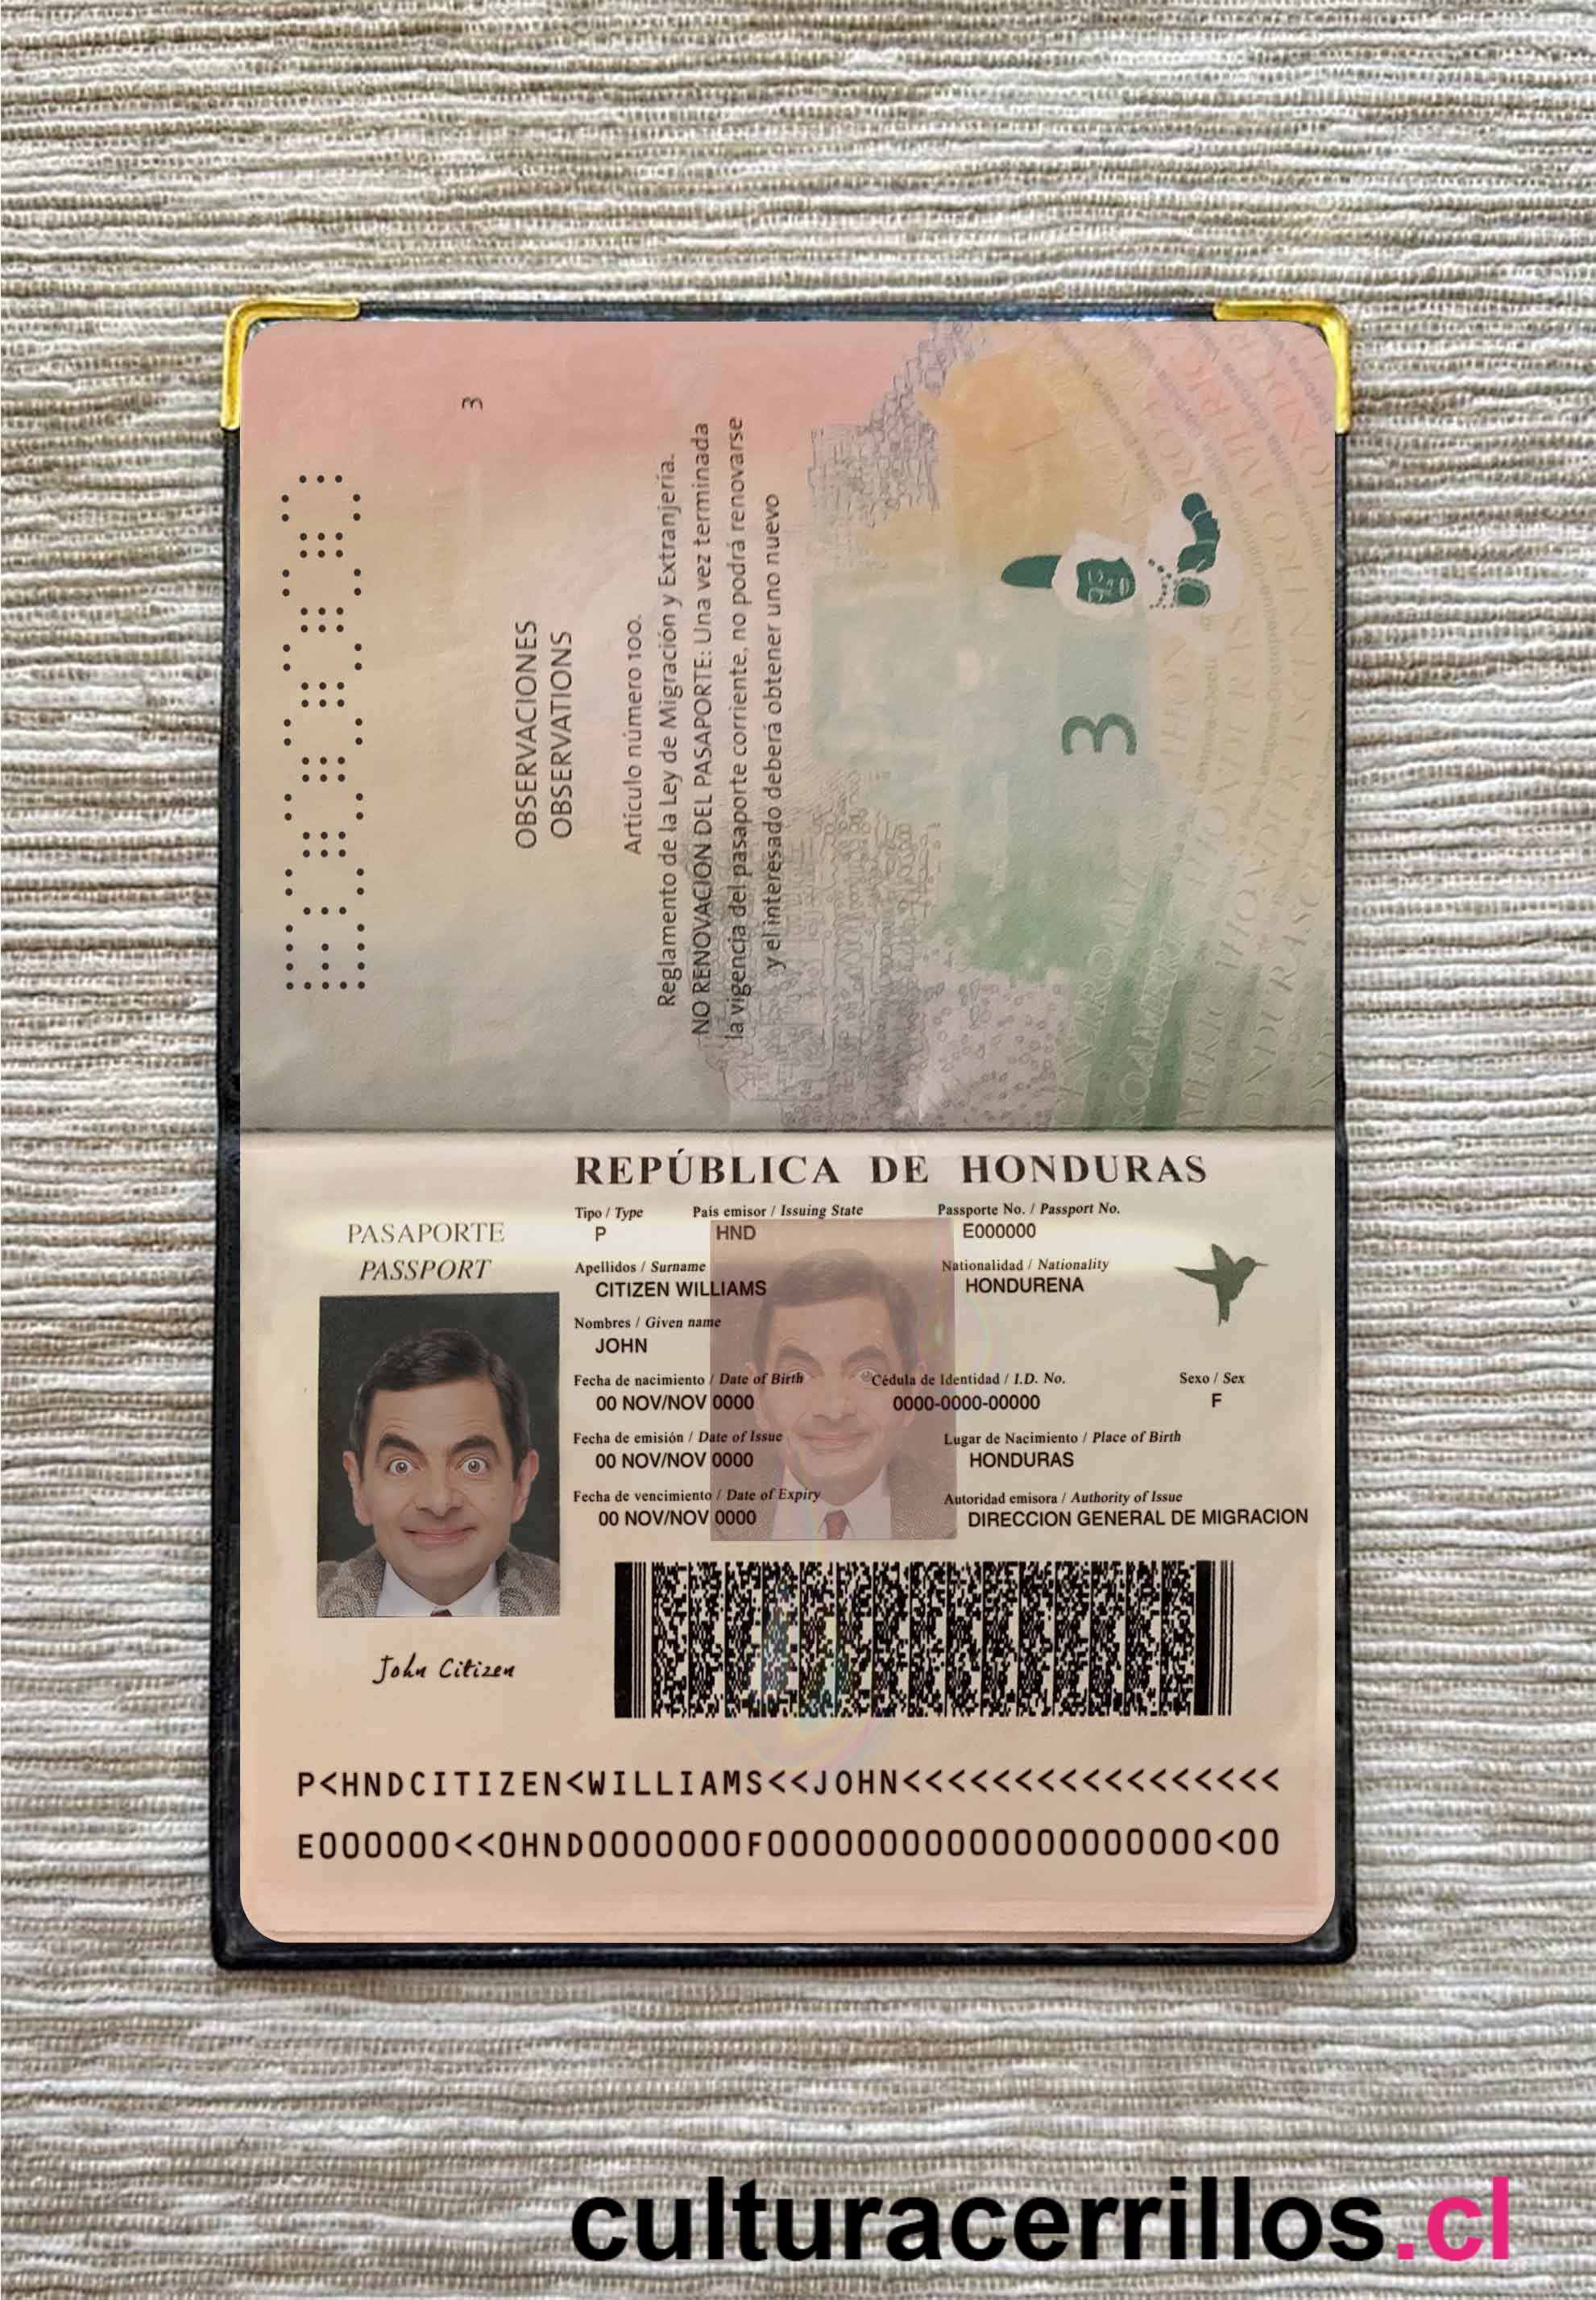 3
OBSERVACIONES
OBSERVATIONS
Artículo número 100.
Reglamento de la Ley de Migración y Extranjería.
NO RENOVACION DEL PASAPORTE: Una vez terminada
la vigencia del pasaporte corriente, no podrá renovarse
y el interesado deberá obtener uno nuevo
3
REPÚBLICA DE HONDURAS
PASAPORTE
PASSPORT
Tipo / Type País emisor / Issuing State Passporte No. / Passport No.
P HND E000000
Apellidos / Surname Nationalidad / Nationality
CITIZEN WILLIAMS HONDURENA
Nombres / Given name
JOHN
Fecha de nacimiento / Date of Birth Cédula de Identidad / I.D. No. Sexo / Sex
00 NOV/NOV 0000 0000-0000-00000 F
Fecha de emisión / Date of Issue Lugar de Nacimiento / Place of Birth
00 NOV/NOV 0000 HONDURAS
Fecha de vencimiento / Date of Expiry Autoridad emisora / Authority of Issue
00 NOV/NOV 0000 DIRECCION GENERAL DE MIGRACION
John Citizen
P<HNDCITIZEN<WILLIAMS<<JOHN<<<<<<<<<<<<<<<<<
E000000<<0HND0000000F00000000000000000000<00
culturacerrillos.cl